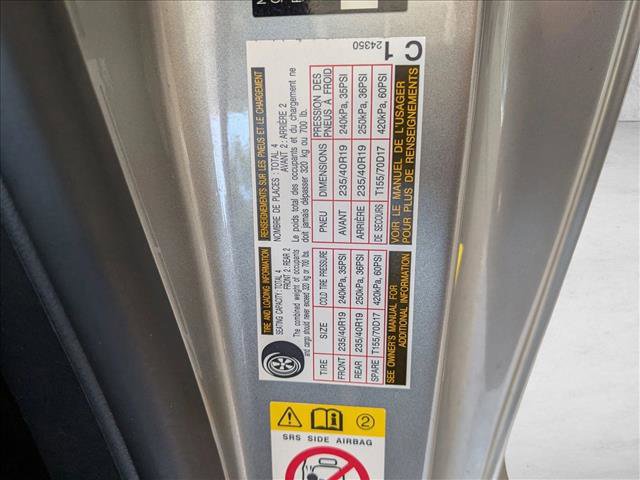 TIRE AND LOADING INFORMATION
SEATING CAPACITY: TOTAL 4
FRONT 2 : REAR 2
The combined weight of occupants
and cargo should never exceed 320 kg or 700 lbs.
TIRE SIZE COLD TIRE PRESSURE
FRONT 235/40R19 240kPa, 35PSI
REAR 235/40R19 250kPa, 36PSI
SPARE T155/70D17 420kPa, 60PSI
SEE OWNER'S MANUAL FOR
ADDITIONAL INFORMATION
RENSEIGNEMENTS SUR LES PNEUS ET LE CHARGEMENT
NOMBRE DE PLACES : TOTAL 4
AVANT 2 : ARRIÈRE 2
Le poids total des occupants et du chargement ne
doit jamais dépasser 320 kg ou 700 lb.
PNEU DIMENSIONS PRESSION DES
PNEUS À FROID
AVANT 235/40R19 240kPa, 35PSI
ARRIÈRE 235/40R19 250kPa, 36PSI
DE SECOURS T155/70D17 420kPa, 60PSI
VOIR LE MANUEL DE L'USAGER
POUR PLUS DE RENSEIGNEMENTS
24350
C1
2
SRS SIDE AIRBAG